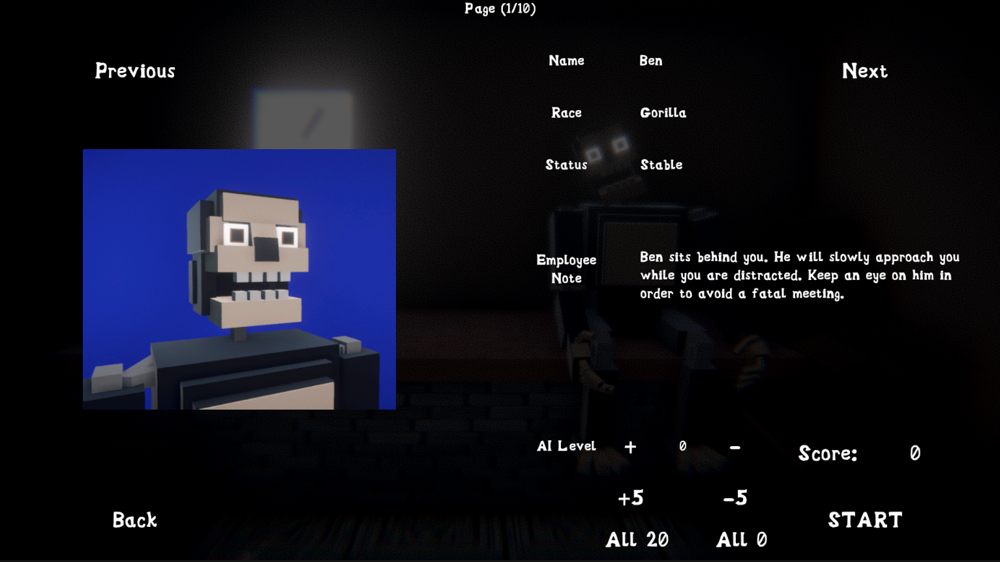 Page (1/10)
Previous
Name Ben
Next
Race Gorilla
Status Stable
Employee
Note
Ben sits behind you. He will slowly approach you
while you are distracted. Keep an eye on him in
order to avoid a fatal meeting.
AI Level + 0 -
Score: 0
+5 -5
Back
START
All 20 All 0